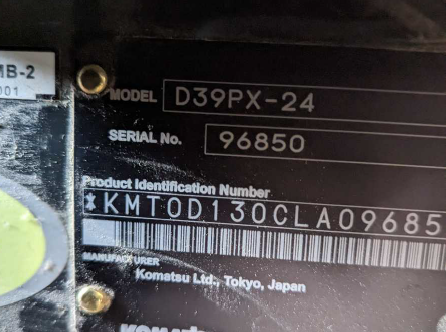 MB-2
001
MODEL D39PX-24
SERIAL No. 96850
Product Identification Number
*KMT0D130CLA09685
MANUFACTURER
Komatsu Ltd., Tokyo, Japan